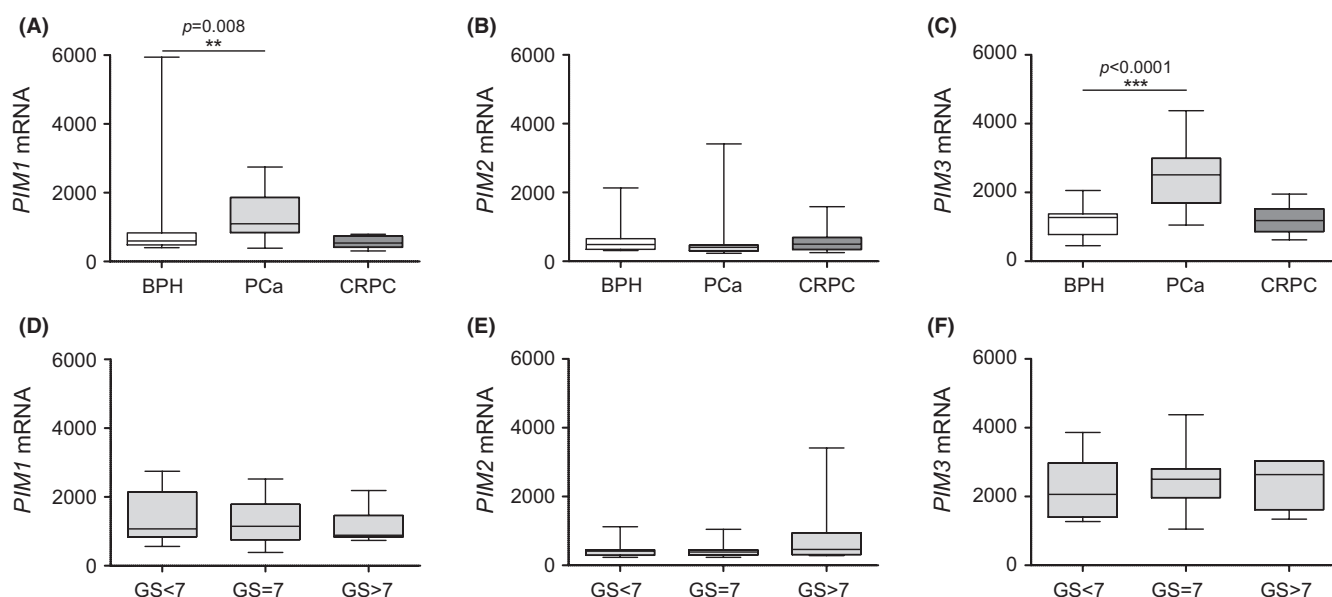 (A)
p=0.008
**
6000
4000
2000
0
PIM1 mRNA
BPH PCa CRPC
(B)
6000
4000
2000
0
PIM2 mRNA
BPH PCa CRPC
(C)
p<0.0001
***
6000
4000
2000
0
PIM3 mRNA
BPH PCa CRPC
(D)
6000
4000
2000
0
PIM1 mRNA
GS<7 GS=7 GS>7
(E)
6000
4000
2000
0
PIM2 mRNA
GS<7 GS=7 GS>7
(F)
6000
4000
2000
0
PIM3 mRNA
GS<7 GS=7 GS>7